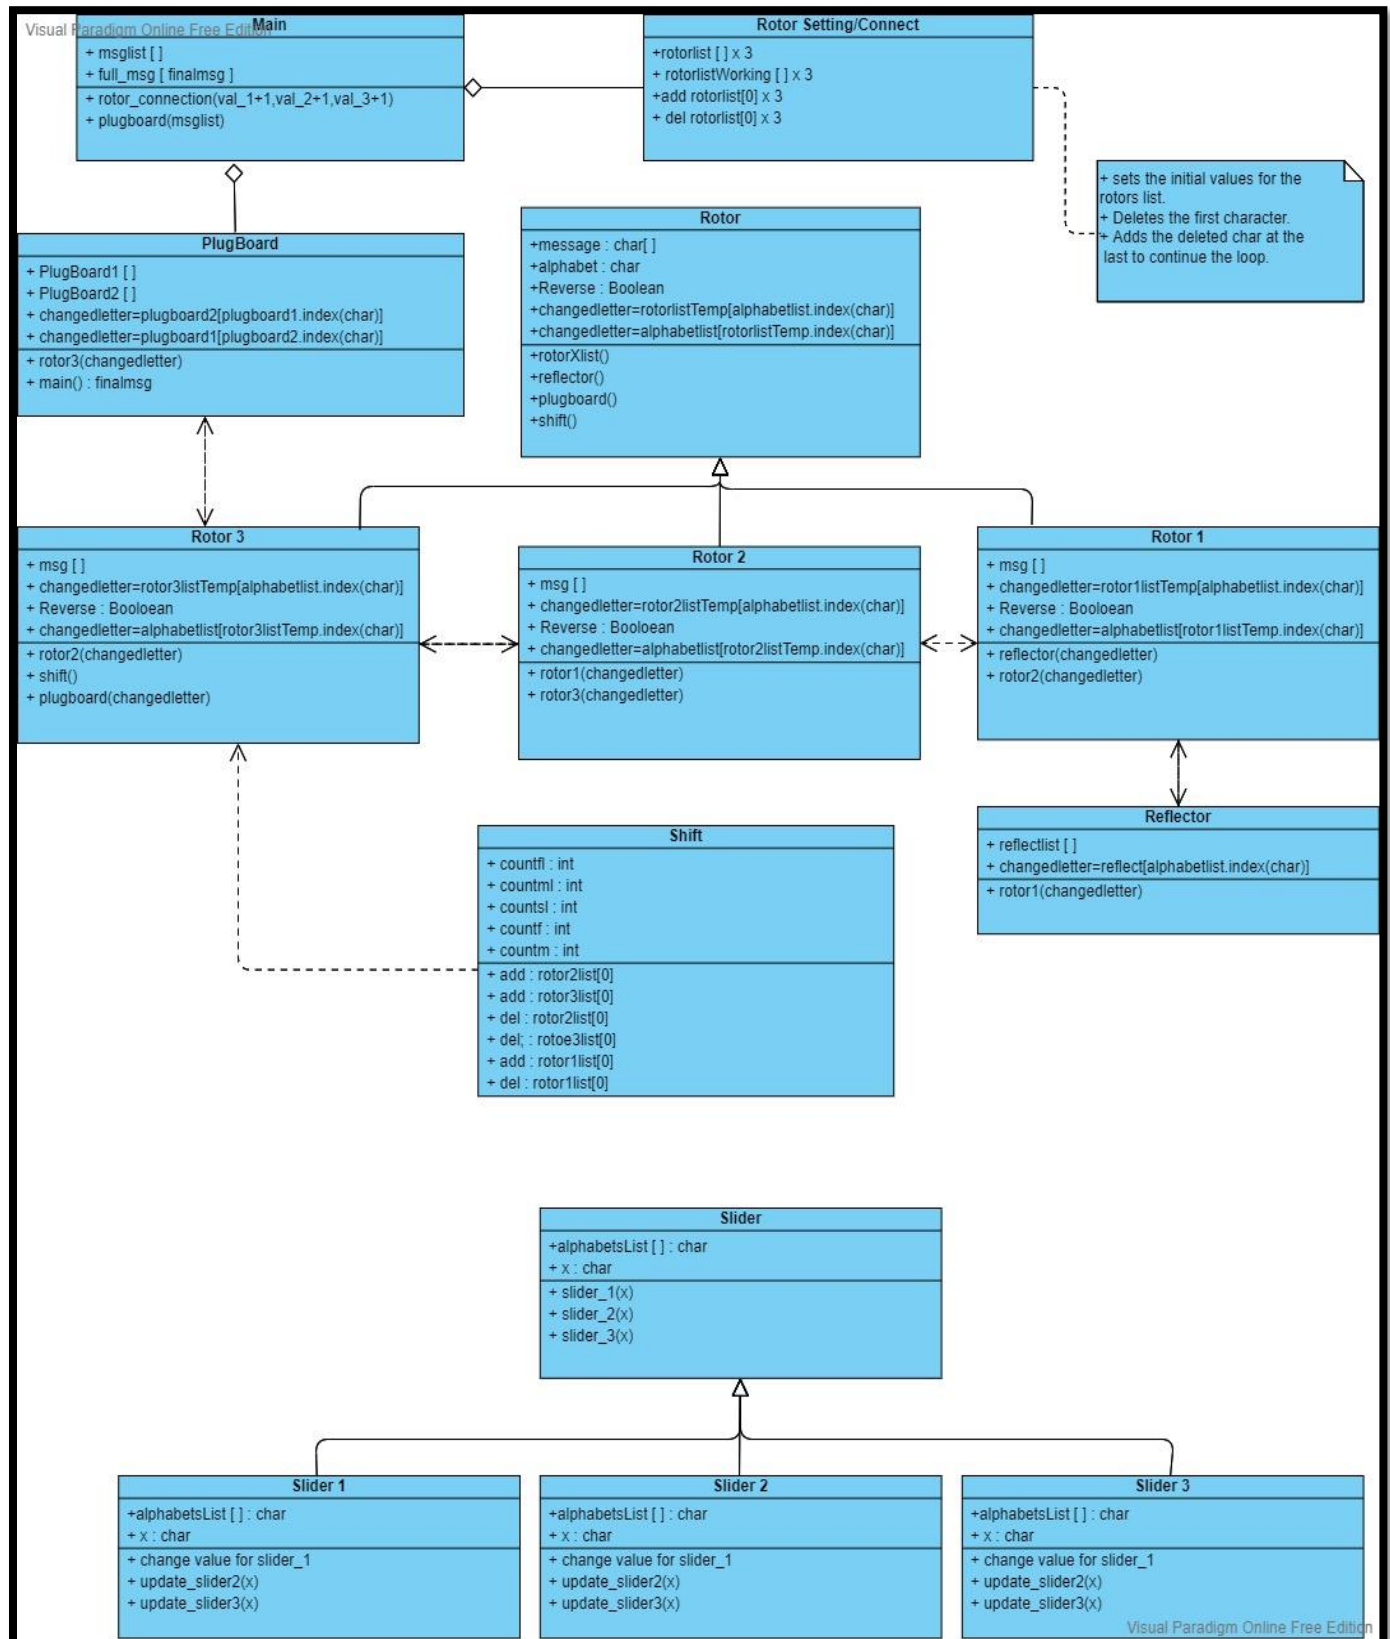 Visual Paradigm Online Free Edition
Main
+ msglist [ ]
+ full_msg [ finalmsg ]
+ rotor_connection(val_1+1,val_2+1,val_3+1)
+ plugboard(msglist)
Rotor Setting/Connect
+rotorlist [ ] x 3
+ rotorlistWorking [ ] x 3
+add rotorlist[0] x 3
+ del rotorlist[0] x 3
+ sets the initial values for the
rotors list.
+ Deletes the first character.
+ Adds the deleted char at the
last to continue the loop.
PlugBoard
+ PlugBoard1 [ ]
+ PlugBoard2 [ ]
+ changedletter=plugboard2[plugboard1.index(char)]
+ changedletter=plugboard1[plugboard2.index(char)]
+ rotor3(changedletter)
+ main() : finalmsg
Rotor
+message : char[ ]
+alphabet : char
+Reverse : Boolean
+changedletter=rotorlistTemp[alphabetlist.index(char)]
+changedletter=alphabetlist[rotorlistTemp.index(char)]
+rotorXlist()
+reflector()
+plugboard()
+shift()
Rotor 3
+ msg [ ]
+ changedletter=rotor3listTemp[alphabetlist.index(char)]
+ Reverse : Booloean
+ changedletter=alphabetlist[rotor3listTemp.index(char)]
+ rotor2(changedletter)
+ shift()
+ plugboard(changedletter)
Rotor 2
+ msg [ ]
+ changedletter=rotor2listTemp[alphabetlist.index(char)]
+ Reverse : Booloean
+ changedletter=alphabetlist[rotor2listTemp.index(char)]
+ rotor1(changedletter)
+ rotor3(changedletter)
Rotor 1
+ msg [ ]
+ changedletter=rotor1listTemp[alphabetlist.index(char)]
+ Reverse : Booloean
+ changedletter=alphabetlist[rotor1listTemp.index(char)]
+ reflector(changedletter)
+ rotor2(changedletter)
Reflector
+ reflectlist [ ]
+ changedletter=reflect[alphabetlist.index(char)]
+ rotor1(changedletter)
Shift
+ countfl : int
+ countml : int
+ countsl : int
+ countf : int
+ countm : int
+ add : rotor2list[0]
+ add : rotor3list[0]
+ del : rotor2list[0]
+ del; : rotoe3list[0]
+ add : rotor1list[0]
+ del : rotor1list[0]
Slider
+alphabetsList [ ] : char
+ x : char
+ slider_1(x)
+ slider_2(x)
+ slider_3(x)
Slider 1
+alphabetsList [ ] : char
+ x : char
+ change value for slider_1
+ update_slider2(x)
+ update_slider3(x)
Slider 2
+alphabetsList [ ] : char
+ x : char
+ change value for slider_1
+ update_slider2(x)
+ update_slider3(x)
Slider 3
+alphabetsList [ ] : char
+ x : char
+ change value for slider_1
+ update_slider2(x)
+ update_slider3(x)
Visual Paradigm Online Free Edition